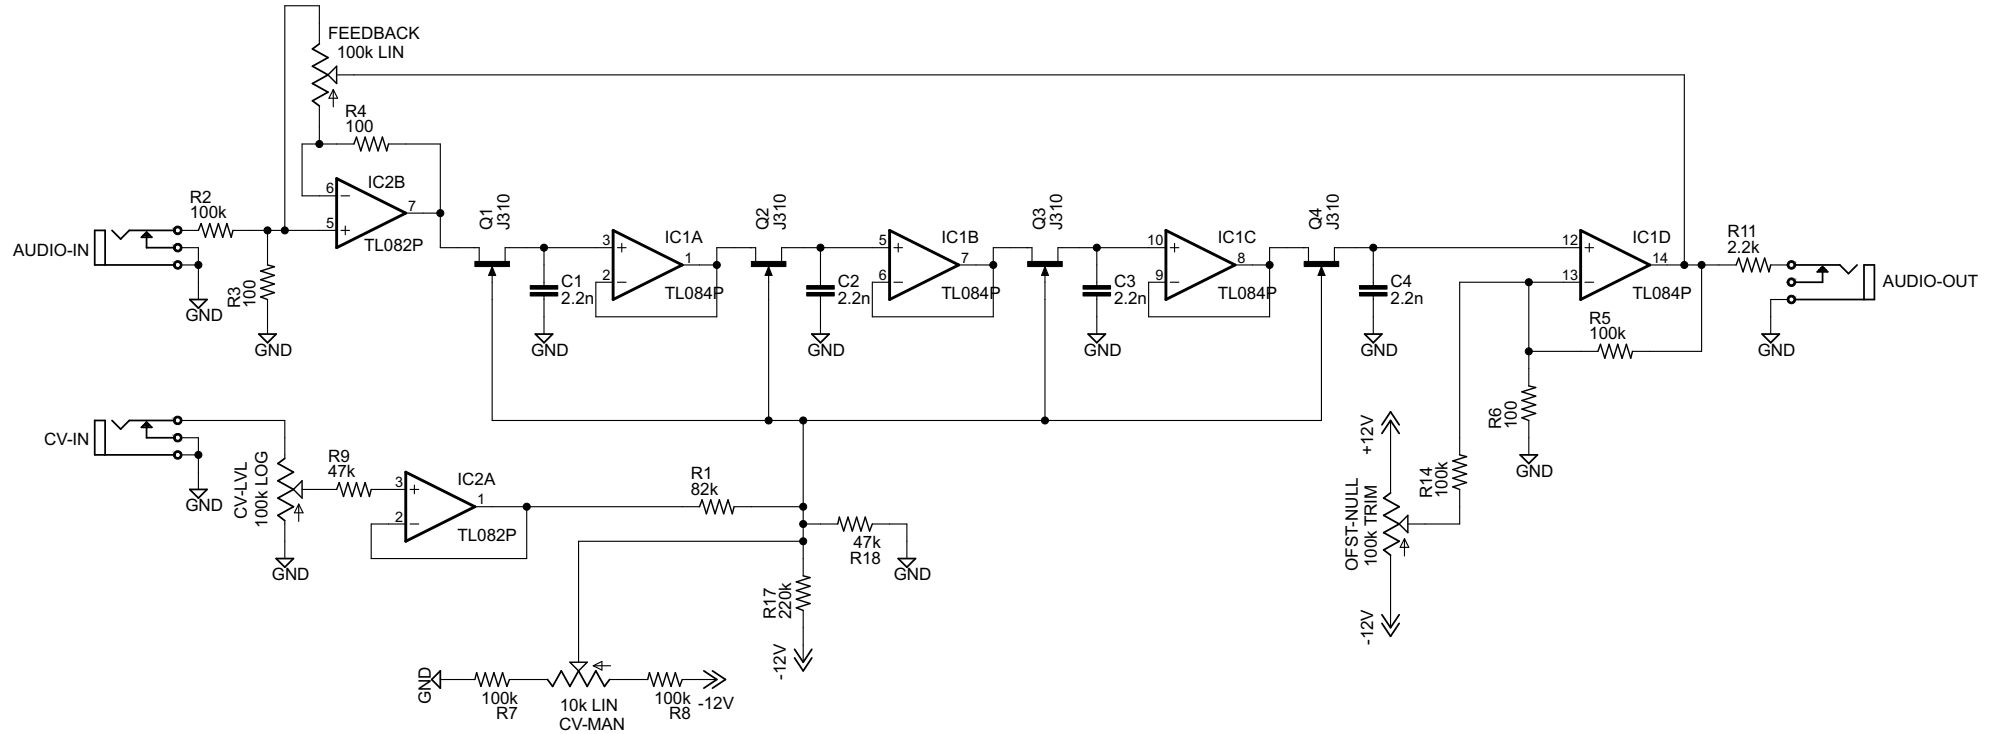 FEEDBACK
100k LIN
R4
100
IC2B
6
5
7
TL082P
R2
100k
AUDIO-IN
GND
R3
100
GND
Q1
J310
C1
2.2n
GND
3
2
1
IC1A
TL084P
Q2
J310
C2
2.2n
GND
5
6
7
IC1B
TL084P
Q3
J310
C3
2.2n
GND
10
9
8
IC1C
TL084P
Q4
J310
C4
2.2n
GND
12
13
14
IC1D
TL084P
R5
100k
R6
100
GND
R11
2.2k
AUDIO-OUT
GND
CV-IN
GND
CV-LVL
100k LOG
GND
R9
47k
3
2
1
IC2A
TL082P
R1
82k
47k
R18
GND
R17
220k
-12V
GND
100k
R7
10k LIN
CV-MAN
100k
R8
-12V
+12V
OFST-NULL
100k TRIM
R14
100k
-12V